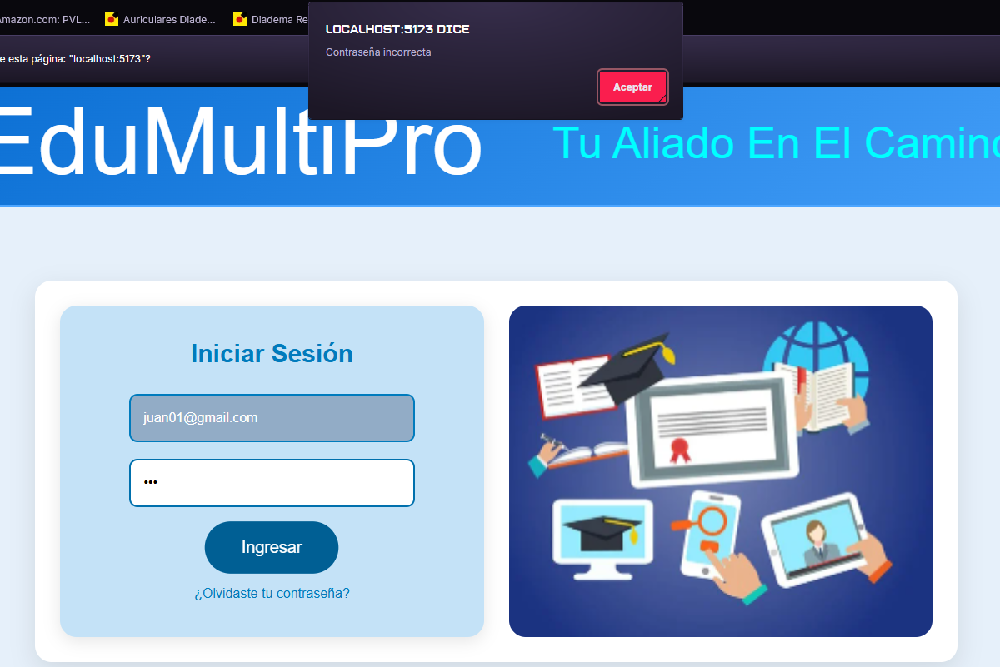 Amazon.com: PVL... Auriculares Diade... Diadema Re
LOCALHOST:5173 DICE
Contraseña incorrecta
Aceptar
e esta página: "localhost:5173"?
EduMultiPro
Tu Aliado En El Camino
Iniciar Sesión
juan01@gmail.com
•••
Ingresar
¿Olvidaste tu contraseña?